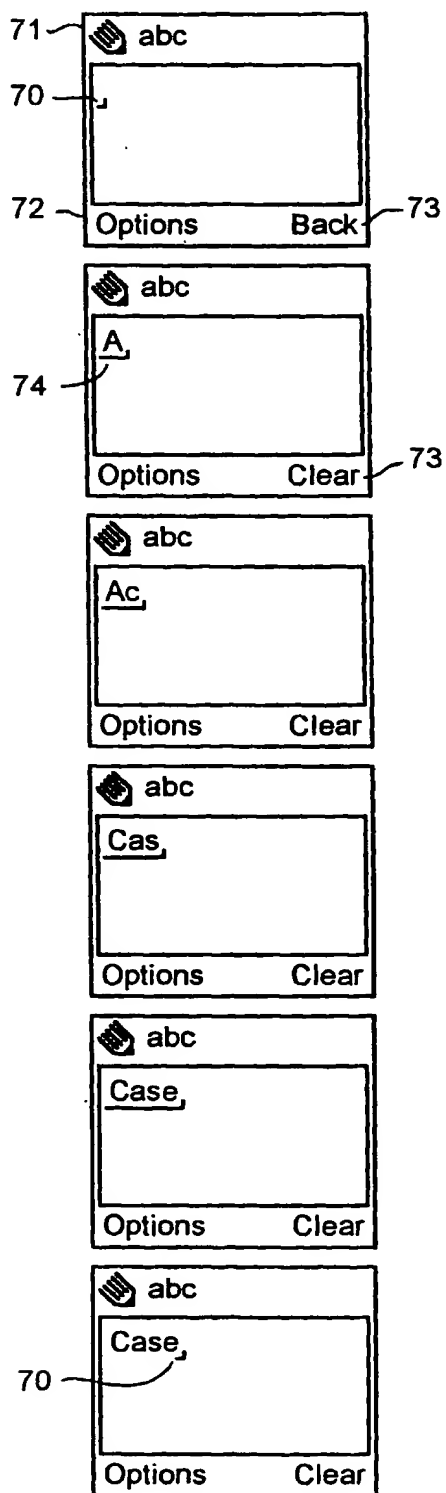 71 abc
70
72 Options Back 73
abc
A
74
Options Clear 73
abc
Ac
Options Clear
abc
Cas
Options Clear
abc
Case
Options Clear
abc
Case
70
Options Clear